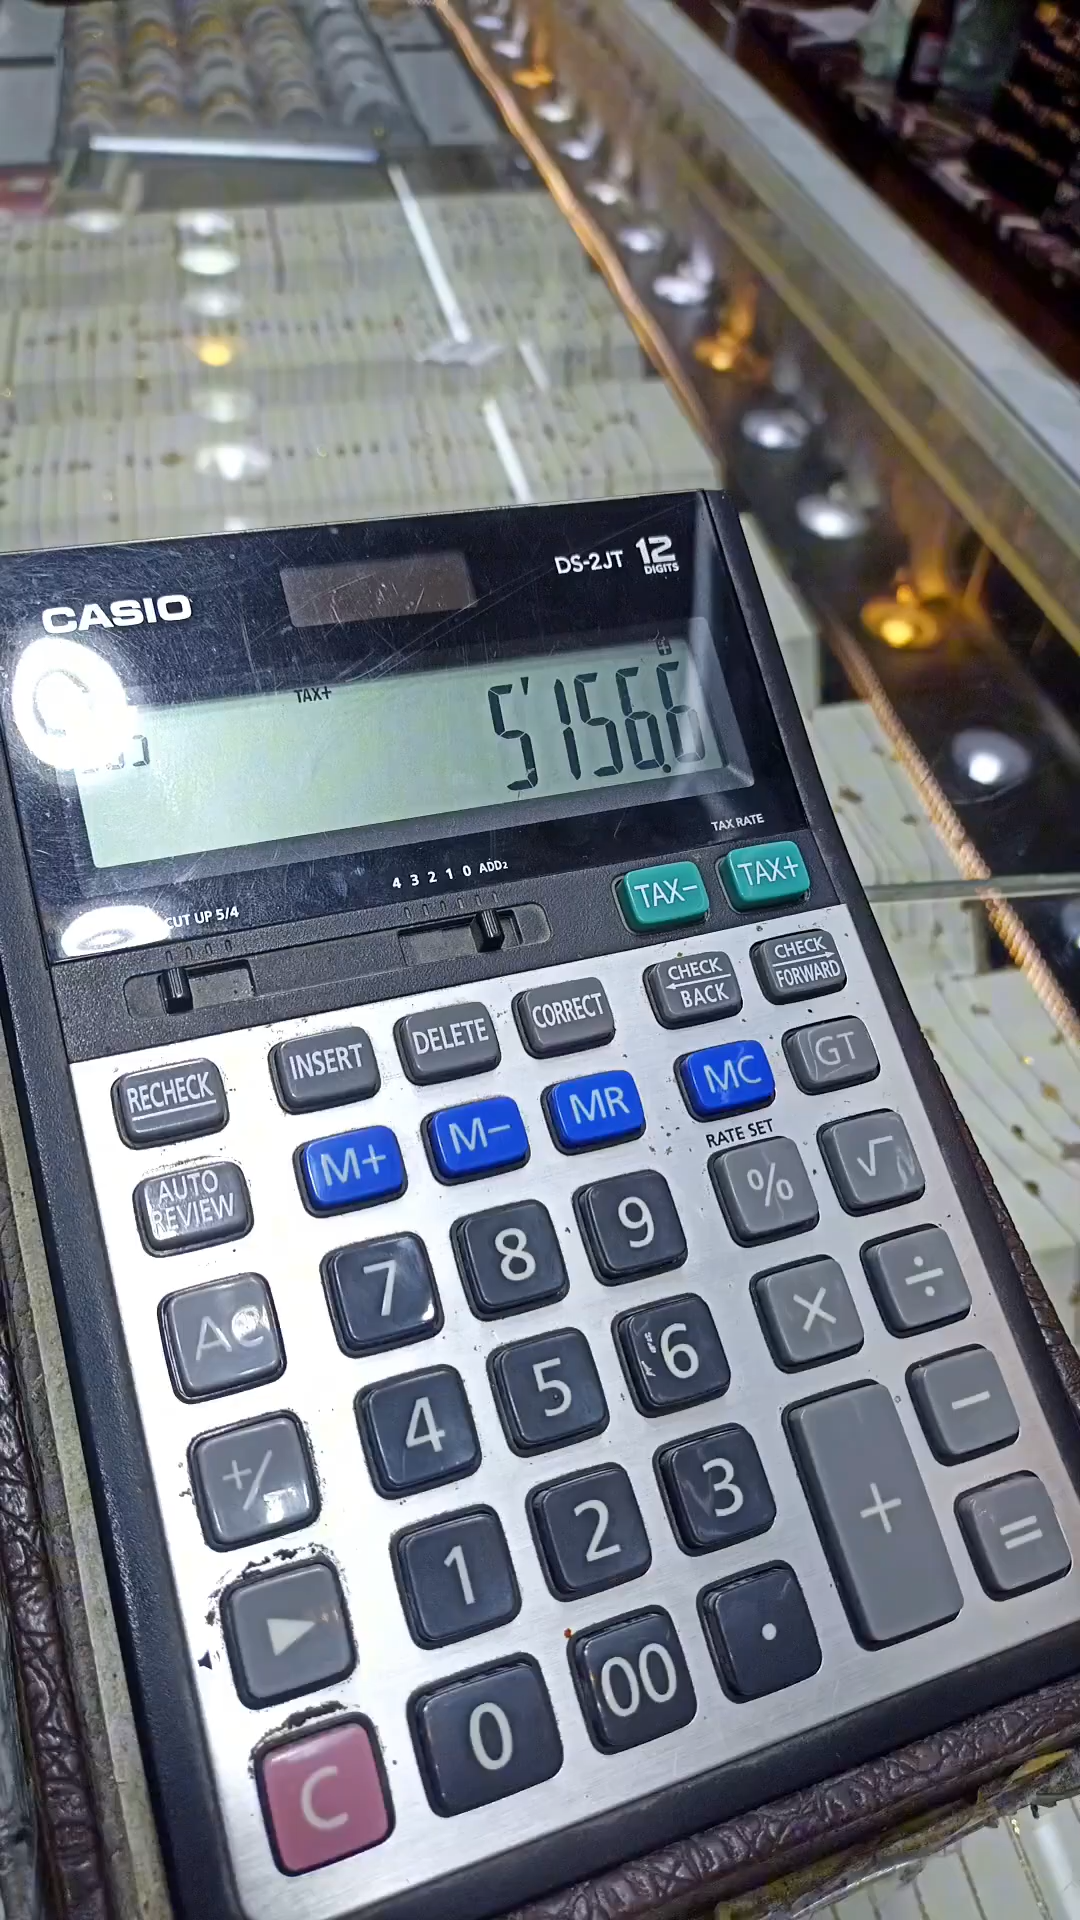 DS-2JT 12 DIGITS
CASIO
TAX+
5'156.6
TAX RATE
4 3 2 1 0 ADD2
CUT UP 5/4
TAX- TAX+
RECHECK INSERT DELETE CORRECT CHECK BACK CHECK FORWARD
AUTO REVIEW M+ M- MR MC GT
RATE SET
7 8 9 % √
AC 4 5 6 × ÷
+/- 1 2 3 + -
▶ 0 00 · =
C